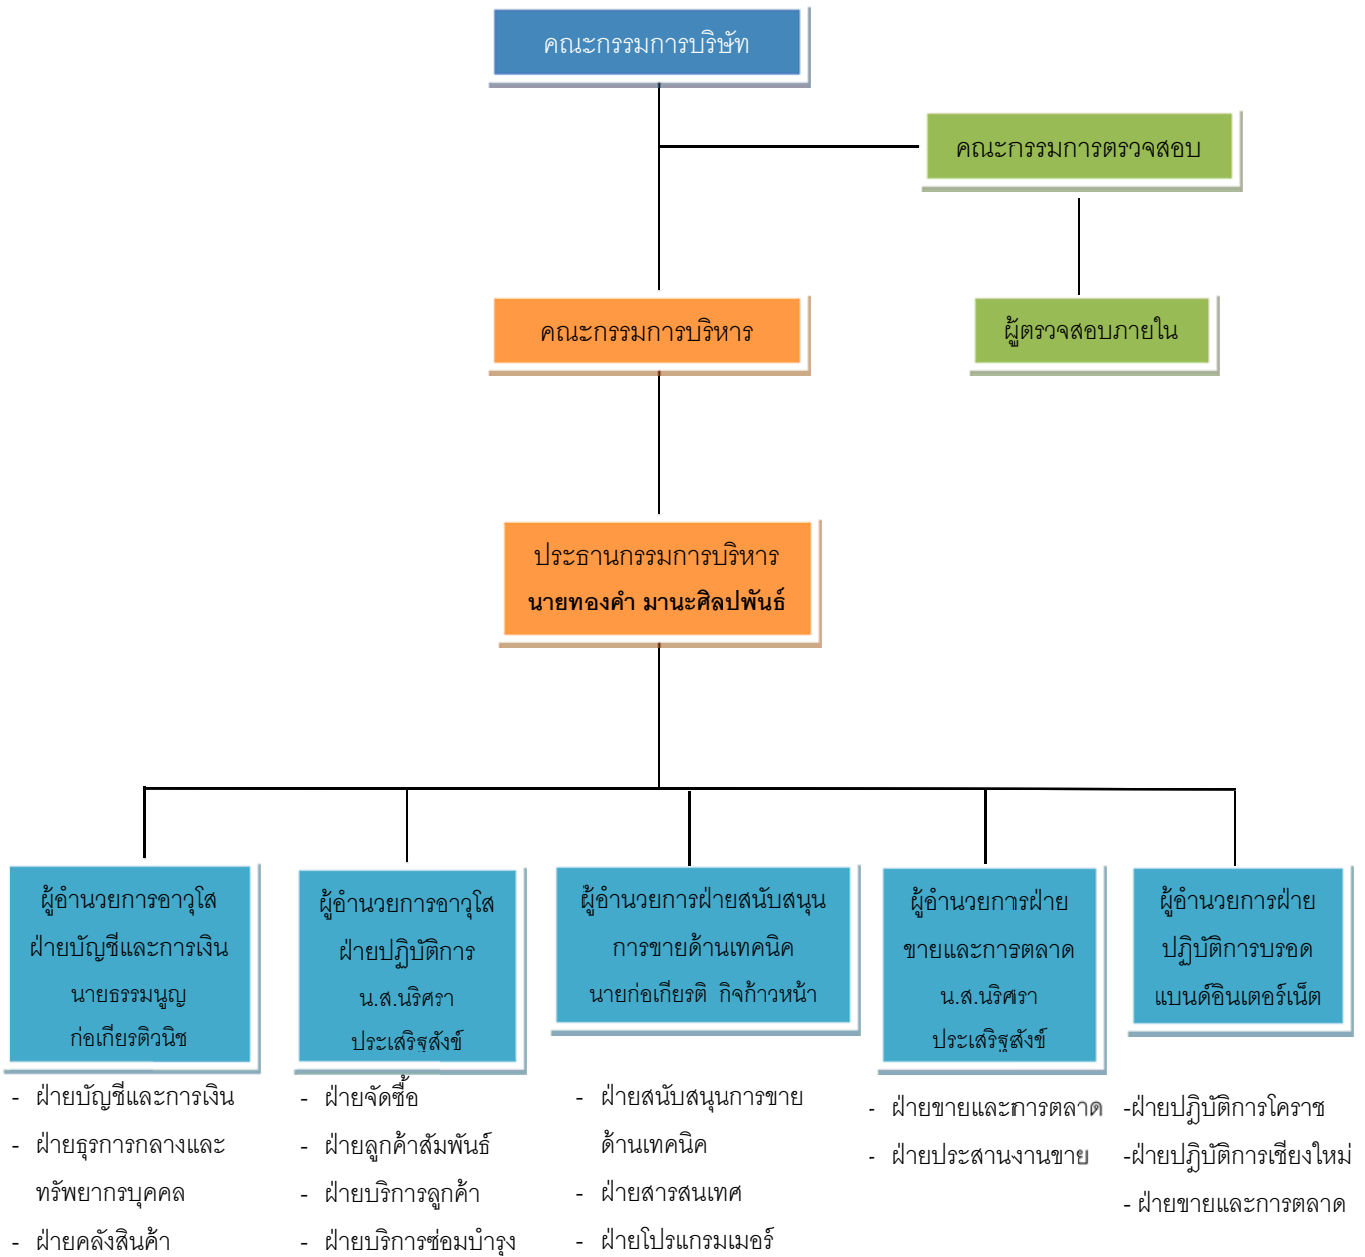 คณะกรรมการบริษัท
คณะกรรมการตรวจสอบ
คณะกรรมการบริหาร
ผู้ตรวจสอบภายใน
ประธานกรรมการบริหาร
นายทองคำ มานะศิลปพันธ์
ผู้อำนวยการอาวุโส
ฝ่ายบัญชีและการเงิน
นายธรรมนูญ
ก่อเกียรติวนิช
- ฝ่ายบัญชีและการเงิน
- ฝ่ายธุรการกลางและ
ทรัพยากรบุคคล
- ฝ่ายคลังสินค้า
ผู้อำนวยการอาวุโส
ฝ่ายปฏิบัติการ
น.ส.นริศรา
ประเสริฐสังข์
- ฝ่ายจัดซื้อ
- ฝ่ายลูกค้าสัมพันธ์
- ฝ่ายบริการลูกค้า
- ฝ่ายบริการซ่อมบำรุง
ผู้อำนวยการฝ่ายสนับสนุน
การขายด้านเทคนิค
นายก่อเกียรติ กิจก้าวหน้า
- ฝ่ายสนับสนุนการขาย
ด้านเทคนิค
- ฝ่ายสารสนเทศ
- ฝ่ายโปรแกรมเมอร์
ผู้อำนวยการฝ่าย
ขายและการตลาด
น.ส.นริศรา
ประเสริฐสังข์
- ฝ่ายขายและการตลาด
- ฝ่ายประสานงานขาย
ผู้อำนวยการฝ่าย
ปฏิบัติการบรอด
แบนด์อินเตอร์เน็ต
-ฝ่ายปฎิบัติการโคราช
-ฝ่ายปฎิบัติการเชียงใหม่
- ฝ่ายขายและการตลาด